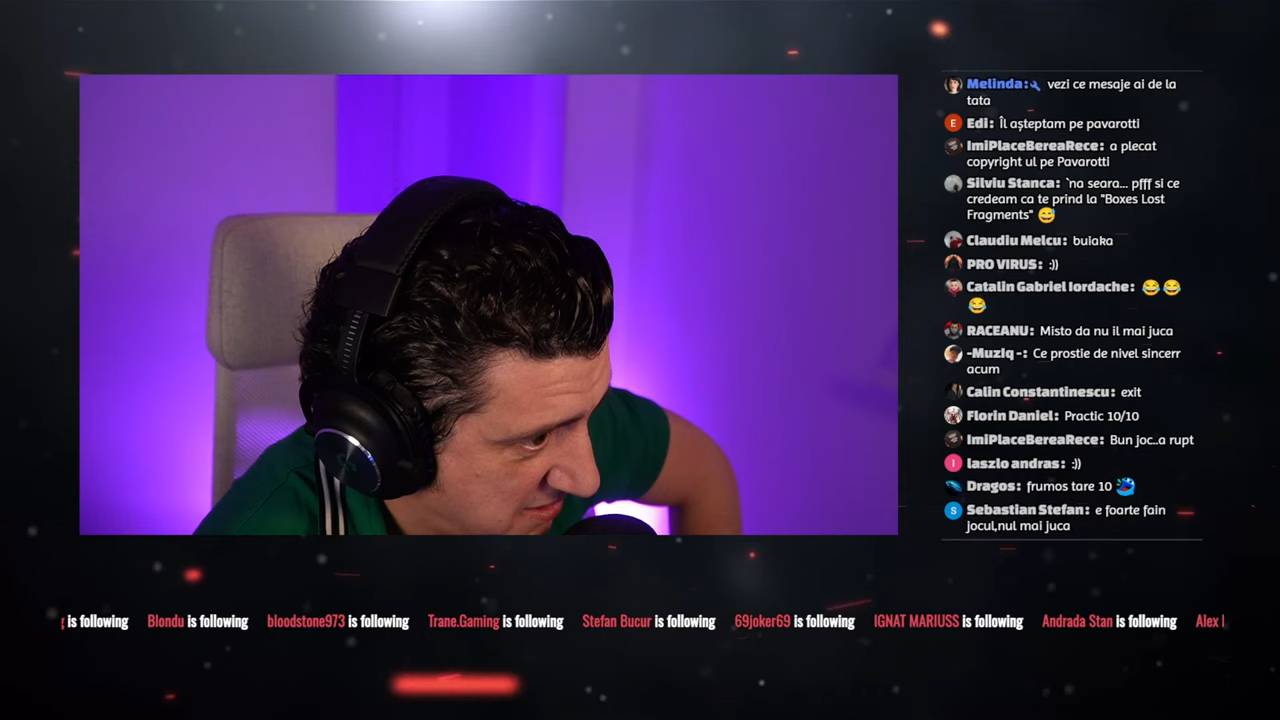 Melinda: vezi ce mesaje ai de la
tata
E Edi: Îl așteptam pe pavarotti
ImiPlaceBereaRece: a plecat
copyright ul pe Pavarotti
Silviu Stanca: `na seara... pfff si ce
credeam ca te prind la "Boxes Lost
Fragments" 😅
Claudiu Melcu: buiaka
PRO VIRUS: :))
Catalin Gabriel Iordache: 😂 😂
😂
RACEANU: Misto da nu il mai juca
-Muziq-: Ce prostie de nivel sincerr
acum
Calin Constantinescu: exit
Florin Daniel: Practic 10/10
ImiPlaceBereaRece: Bun joc..a rupt
l laszlo andras: :))
Dragos: frumos tare 10
S Sebastian Stefan: e foarte fain
jocul,nul mai juca
is following Blondu is following bloodstone973 is following Trane.Gaming is following Stefan Bucur is following 69joker69 is following IGNAT MARIUSS is following Andrada Stan is following Alex